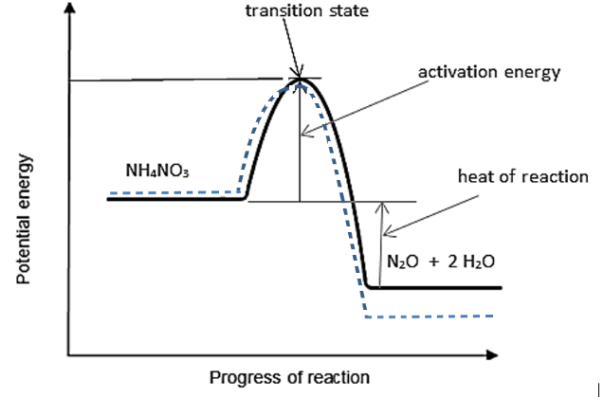 transition state
activation energy
NH₄NO₃
heat of reaction
N₂O + 2 H₂O
Potential energy
Progress of reaction